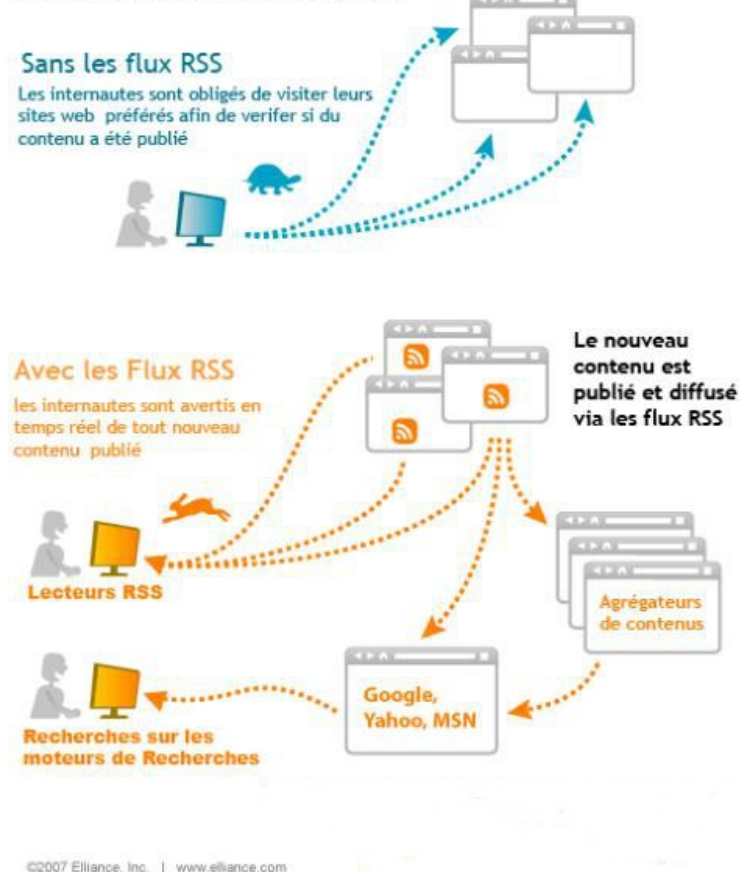 Sans les flux RSS
Les internautes sont obligés de visiter leurs
sites web préférés afin de verifer si du
contenu a été publié
Avec les Flux RSS
les internautes sont avertis en
temps réel de tout nouveau
contenu publié
Le nouveau
contenu est
publié et diffusé
via les flux RSS
Lecteurs RSS
Agrégateurs
de contenus
Google,
Yahoo, MSN
Recherches sur les
moteurs de Recherches
©2007 Elliance, Inc. | www.elliance.com